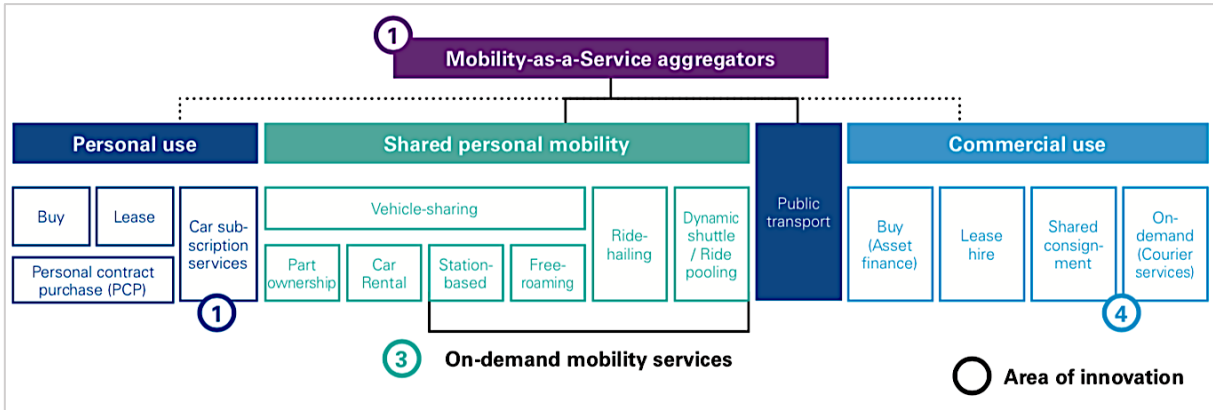 1
Mobility-as-a-Service aggregators
Personal use
Shared personal mobility
Commercial use
Buy
Lease
Car sub-
scription
services
Personal contract
purchase (PCP)
1
Vehicle-sharing
Part
ownership
Car
Rental
Station-
based
Free-
roaming
Ride-
hailing
Dynamic
shuttle
/ Ride
pooling
Public
transport
Buy
(Asset
finance)
Lease
hire
Shared
consign-
ment
On-
demand
(Courier
services)
4
3 On-demand mobility services
Area of innovation